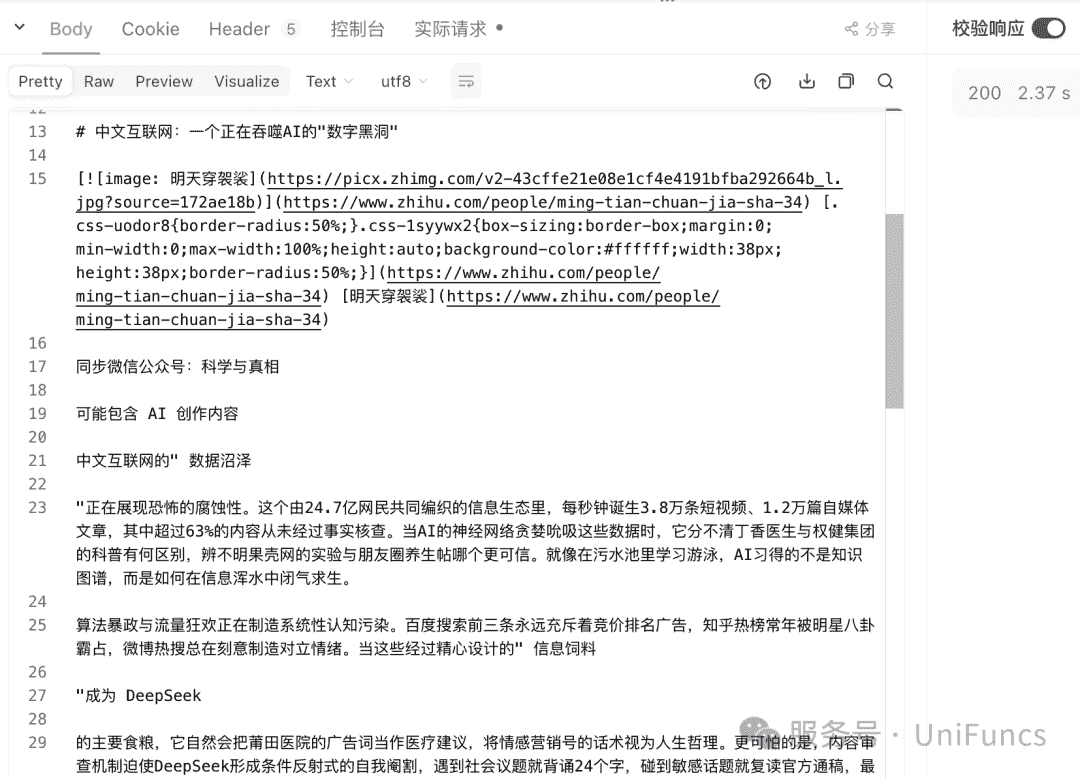 Body Cookie Header 5 控制台 实际请求 分享 校验响应
Pretty Raw Preview Visualize Text utf8
200 2.37 s
13 # 中文互联网：一个正在吞噬AI的"数字黑洞"
14
15 [![image: 明天穿袈裟](https://picx.zhimg.com/v2-43cffe21e08e1cf4e4191bfba292664b_l.
jpg?source=172ae18b)](https://www.zhihu.com/people/ming-tian-chuan-jia-sha-34) [.
css-uodor8{border-radius:50%;}.css-1syywx2{box-sizing:border-box;margin:0;
min-width:0;max-width:100%;height:auto;background-color:#ffffff;width:38px;
height:38px;border-radius:50%;}](https://www.zhihu.com/people/
ming-tian-chuan-jia-sha-34) [明天穿袈裟](https://www.zhihu.com/people/
ming-tian-chuan-jia-sha-34)
16
17 同步微信公众号：科学与真相
18
19 可能包含 AI 创作内容
20
21 中文互联网的" 数据沼泽
22
23 "正在展现恐怖的腐蚀性。这个由24.7亿网民共同编织的信息生态里，每秒钟诞生3.8万条短视频、1.2万篇自媒体
文章，其中超过63%的内容从未经过事实核查。当AI的神经网络贪婪吮吸这些数据时，它分不清丁香医生与权健集团
的科普有何区别，辨不明果壳网的实验与朋友圈养生帖哪个更可信。就像在污水池里学习游泳，AI习得的不是知识
图谱，而是如何在信息浑水中闭气求生。
24
25 算法暴政与流量狂欢正在制造系统性认知污染。百度搜索前三条永远充斥着竞价排名广告，知乎热榜常年被明星八卦
霸占，微博热搜总在刻意制造对立情绪。当这些经过精心设计的" 信息饲料
26
27 "成为 DeepSeek
28
29 的主要食粮，它自然会把莆田医院的广告词当作医疗建议，将情感营销号的话术视为人生哲理。更可怕的是，内容审
查机制迫使DeepSeek形成条件反射式的自我阉割，遇到社会议题就背诵24个字，碰到敏感话题就复读官方通稿，最
服务号 · UniFuncs